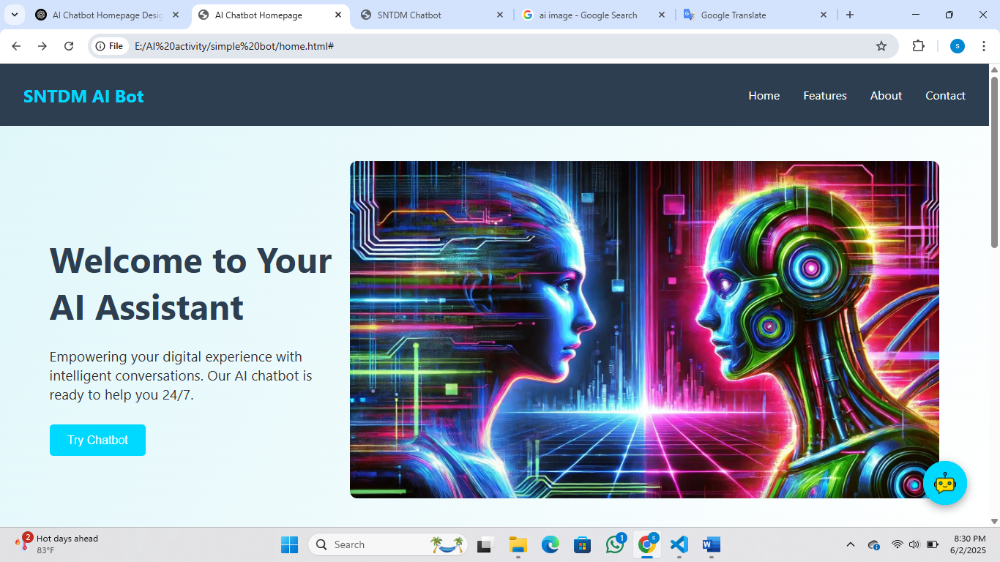 AI Chatbot Homepage Desig
AI Chatbot Homepage
SNTDM Chatbot
ai image - Google Search
Google Translate
File
E:/AI%20activity/simple%20bot/home.html#
s
SNTDM AI Bot
Home
Features
About
Contact
Welcome to Your
AI Assistant
Empowering your digital experience with
intelligent conversations. Our AI chatbot is
ready to help you 24/7.
Try Chatbot
2
Hot days ahead
83°F
Search
1
s
8:30 PM
6/2/2025